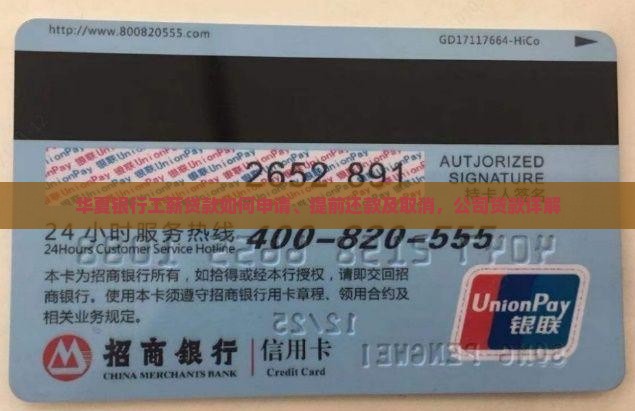 http://www.800820555.com GD17117664-HiCo
2652 891
AUTJORIZED
SIGNATURE
持卡人签名
华夏银行工薪贷款如何申请、提前还款及取消，公司贷款详解
24小时服务热线 400-820-555
24Hours Customer Service Hotline
本卡为招商银行所有，如拾得或经本行授权，请即交回招
商银行。使用本卡须遵守招商银行用卡章程、领用合约及
相关业务规定。
UnionPay
银联
招商银行 信用卡
CHINA MERCHANTS BANK Credit Card